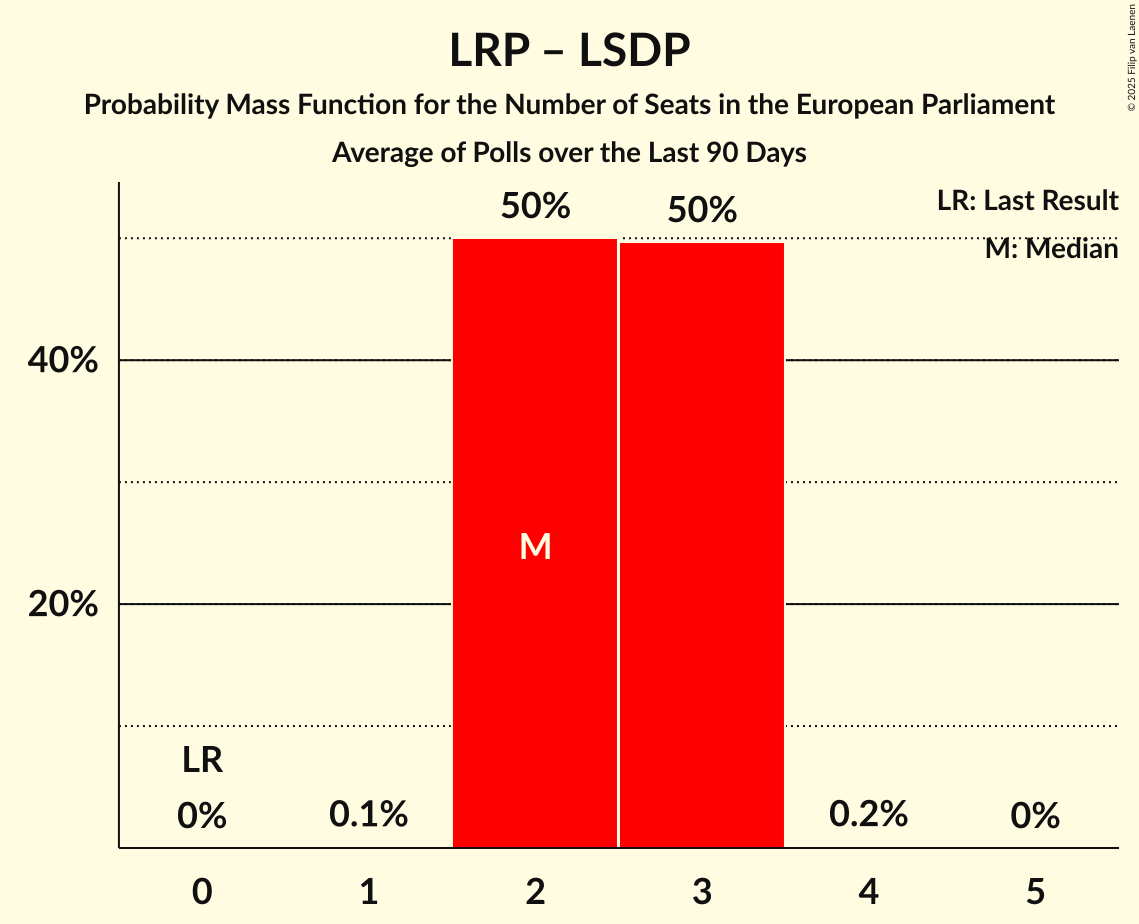 LRP – LSDP
Probability Mass Function for the Number of Seats in the European Parliament
Average of Polls over the Last 90 Days
© 2025 Filip van Laenen
LR: Last Result
M: Median
50%
50%
40%
20%
M
LR
0%
0.1%
0.2%
0%
0
1
2
3
4
5